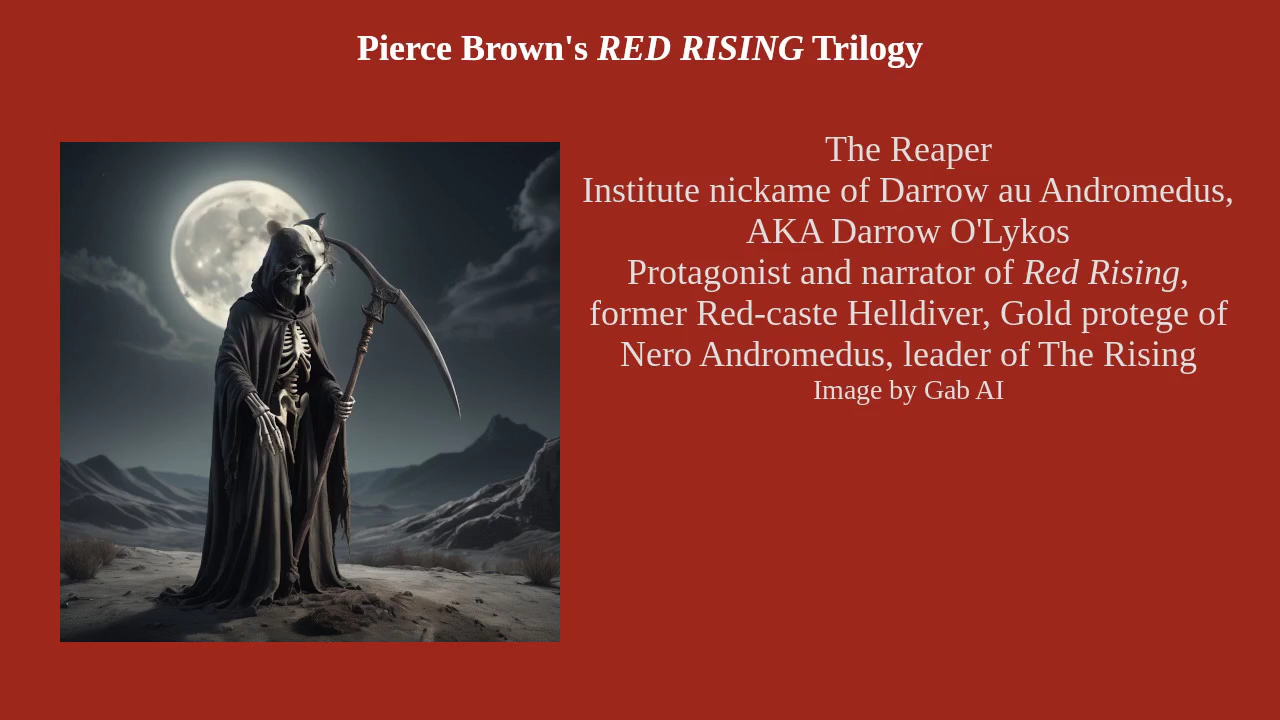 Pierce Brown's RED RISING Trilogy
The Reaper
Institute nickame of Darrow au Andromedus,
AKA Darrow O'Lykos
Protagonist and narrator of Red Rising,
former Red-caste Helldiver, Gold protege of
Nero Andromedus, leader of The Rising
Image by Gab AI